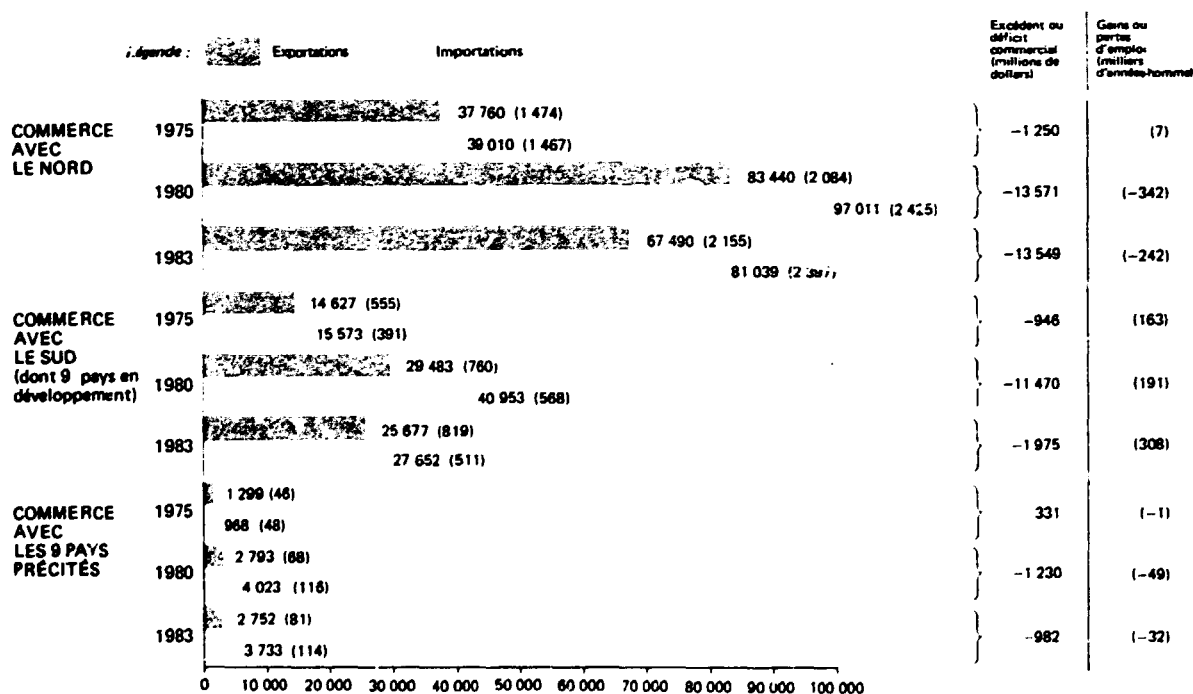 Légende :
Exportations
Importations
Excédent ou
déficit
commercial
(millions de
dollars)
Gains ou
pertes
d'emploi
(milliers
d'années-hommes
COMMERCE
AVEC
LE NORD
1975
37 760 (1 474)
39 010 (1 467)
-1 250
(7)
1980
83 440 (2 084)
97 011 (2 425)
-13 571
(-342)
1983
67 490 (2 155)
81 039
-13 549
(-242)
COMMERCE
AVEC
LE SUD
(dont 9 pays en
développement)
1975
14 627 (555)
15 573 (391)
-946
(163)
1980
29 483 (760)
40 953 (568)
-11 470
(191)
1983
25 677 (819)
27 652 (511)
-1 975
(308)
COMMERCE
AVEC
LES 9 PAYS
PRÉCITÉS
1975
1 299 (46)
968 (48)
331
(-1)
1980
2 793 (68)
4 023 (116)
-1 230
(-49)
1983
2 752 (81)
3 733 (114)
-982
(-32)
0 10 000 20 000 30 000 40 000 50 000 60 000 70 000 80 000 90 000 100 000